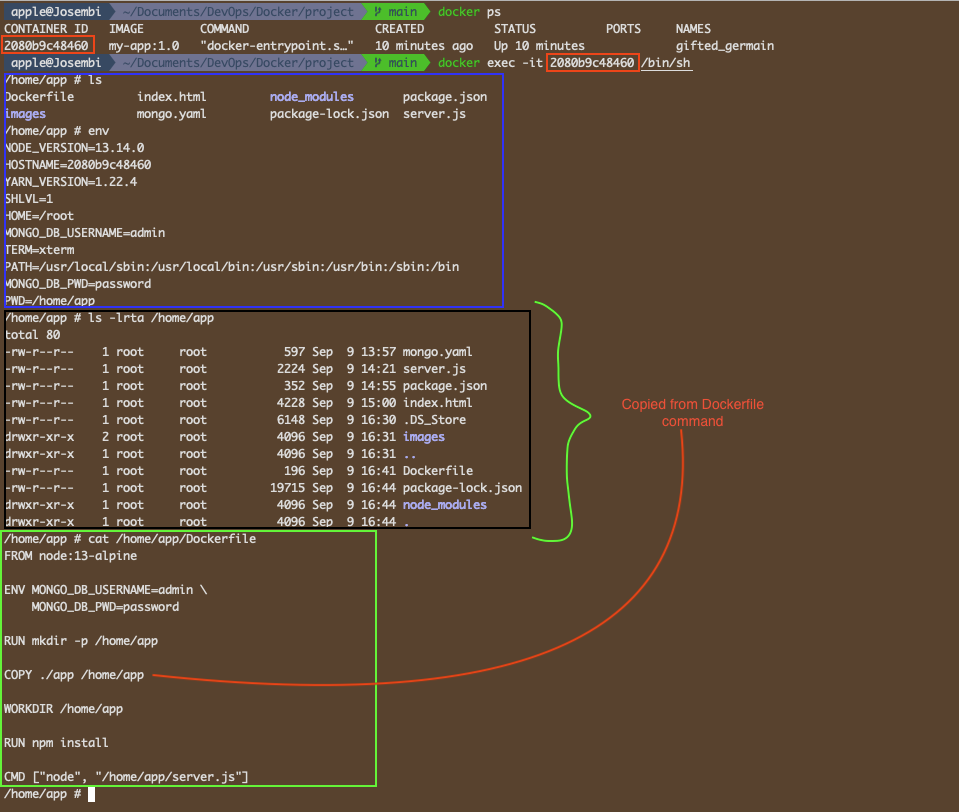 apple@Josembi ~/Documents/DevOps/Docker/project main docker ps
CONTAINER ID IMAGE COMMAND CREATED STATUS PORTS NAMES
2080b9c48460 my-app:1.0 "docker-entrypoint.s…" 10 minutes ago Up 10 minutes gifted_germain
apple@Josembi ~/Documents/DevOps/Docker/project main docker exec -it 2080b9c48460 /bin/sh
/home/app # ls
Dockerfile index.html node_modules package.json
images mongo.yaml package-lock.json server.js
/home/app # env
NODE_VERSION=13.14.0
HOSTNAME=2080b9c48460
YARN_VERSION=1.22.4
SHLVL=1
HOME=/root
MONGO_DB_USERNAME=admin
TERM=xterm
PATH=/usr/local/sbin:/usr/local/bin:/usr/sbin:/usr/bin:/sbin:/bin
MONGO_DB_PWD=password
PWD=/home/app
/home/app # ls -lrta /home/app
total 80
-rw-r--r-- 1 root root 597 Sep 9 13:57 mongo.yaml
-rw-r--r-- 1 root root 2224 Sep 9 14:21 server.js
-rw-r--r-- 1 root root 352 Sep 9 14:55 package.json
-rw-r--r-- 1 root root 4228 Sep 9 15:00 index.html
-rw-r--r-- 1 root root 6148 Sep 9 16:30 .DS_Store
drwxr-xr-x 2 root root 4096 Sep 9 16:31 images
drwxr-xr-x 1 root root 4096 Sep 9 16:31 ..
-rw-r--r-- 1 root root 196 Sep 9 16:41 Dockerfile
-rw-r--r-- 1 root root 19715 Sep 9 16:44 package-lock.json
drwxr-xr-x 1 root root 4096 Sep 9 16:44 node_modules
drwxr-xr-x 1 root root 4096 Sep 9 16:44 .
Copied from Dockerfile
command
/home/app # cat /home/app/Dockerfile
FROM node:13-alpine
ENV MONGO_DB_USERNAME=admin \
MONGO_DB_PWD=password
RUN mkdir -p /home/app
COPY ./app /home/app
WORKDIR /home/app
RUN npm install
CMD ["node", "/home/app/server.js"]
/home/app #